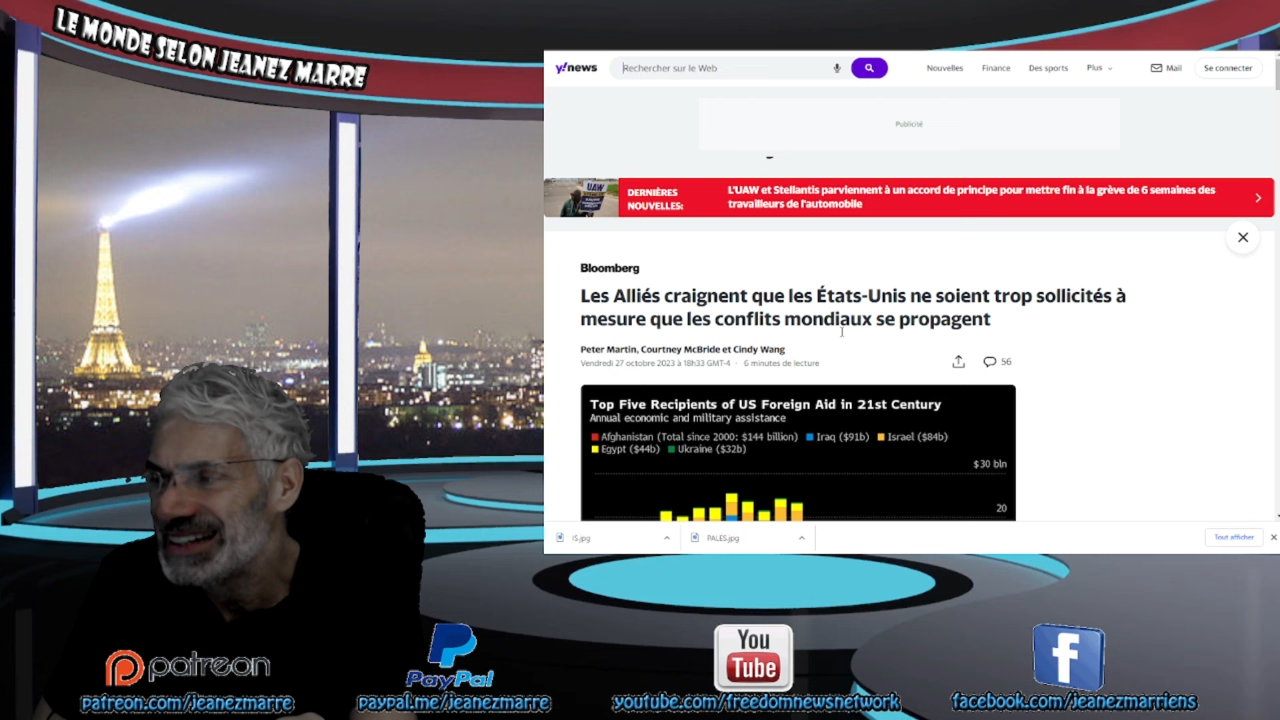 LE MONDE SELON JEANEZ MARRE
y!news
Rechercher sur le Web
Nouvelles
Finance
Des sports
Plus
Mail
Se connecter
Publicité
UAW
DERNIÈRES
NOUVELLES:
L'UAW et Stellantis parviennent à un accord de principe pour mettre fin à la grève de 6 semaines des
travailleurs de l'automobile
Bloomberg
Les Alliés craignent que les États-Unis ne soient trop sollicités à
mesure que les conflits mondiaux se propagent
Peter Martin, Courtney McBride et Cindy Wang
Vendredi 27 octobre 2023 à 18h33 GMT-4 · 6 minutes de lecture
56
Top Five Recipients of US Foreign Aid in 21st Century
Annual economic and military assistance
Afghanistan (Total since 2000: $144 billion) Iraq ($91b) Israel ($84b)
Egypt ($44b) Ukraine ($32b)
$30 bln
20
IS.jpg
PALES.jpg
Tout afficher
patreon
PayPal
You
Tube
f
patreon.com/jeanezmarre
paypal.me/jeanezmarre
youtube.com/freedomnewsnetwork
facebook.com/jeanezmarriens